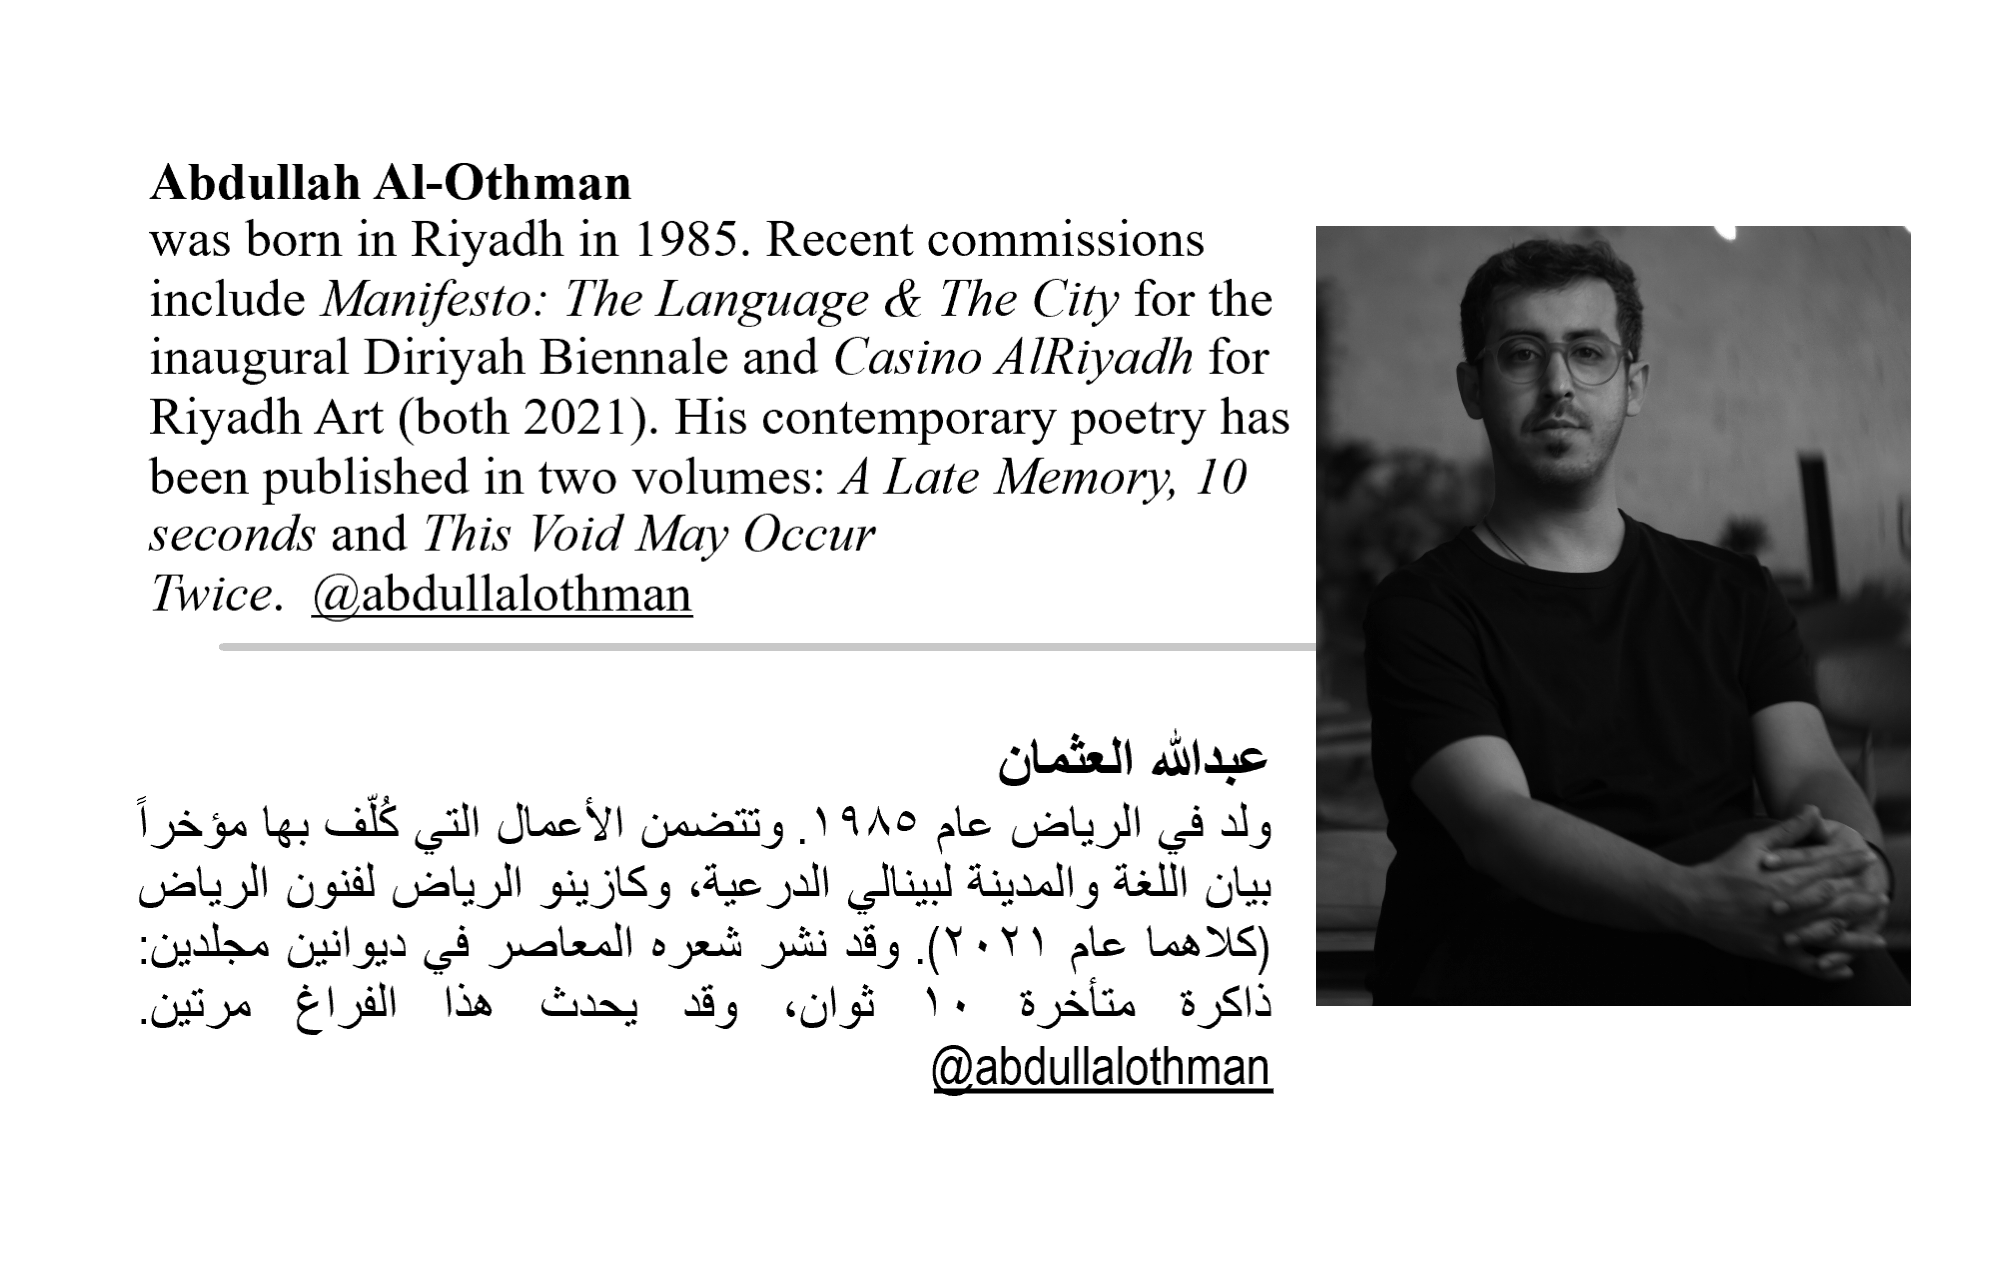 Abdullah Al-Othman
was born in Riyadh in 1985. Recent commissions
include Manifesto: The Language & The City for the
inaugural Diriyah Biennale and Casino AlRiyadh for
Riyadh Art (both 2021). His contemporary poetry has
been published in two volumes: A Late Memory, 10
seconds and This Void May Occur
Twice. @abdullalothman
عبدالله العثمان
ولد في الرياض عام ١٩٨٥. وتتضمن الأعمال التي كُلّف بها مؤخراً
بيان اللغة والمدينة لبينالي الدرعية، وكازينو الرياض لفنون الرياض
(كلاهما عام ٢٠٢١). وقد نشر شعره المعاصر في ديوانين مجلدين:
ذاكرة متأخرة ١٠ ثوان، وقد يحدث هذا الفراغ مرتين.
@abdullalothman